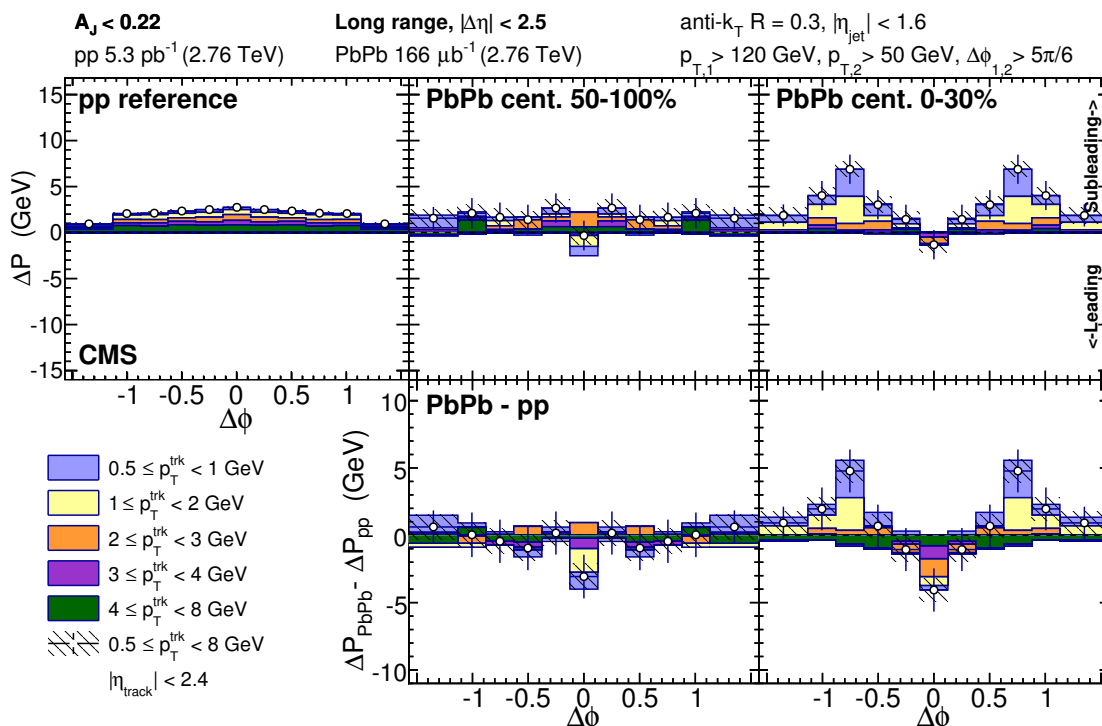 A_J < 0.22
Long range, |Δη| < 2.5
anti-k_T R = 0.3, |η_jet| < 1.6
pp 5.3 pb⁻¹ (2.76 TeV)
PbPb 166 μb⁻¹ (2.76 TeV)
p_T,1 > 120 GeV, p_T,2 > 50 GeV, Δϕ_1,2 > 5π/6
pp reference
PbPb cent. 50-100%
PbPb cent. 0-30%
15
10
5
0
-5
-10
-15
ΔP (GeV)
CMS
Subleading->
<-Leading
-1 -0.5 0 0.5 1
Δϕ
PbPb - pp
10
5
0
-5
-10
ΔP_PbPb - ΔP_pp (GeV)
-1 -0.5 0 0.5 1
Δϕ
-1 -0.5 0 0.5 1
Δϕ
0.5 ≤ p_T^trk < 1 GeV
1 ≤ p_T^trk < 2 GeV
2 ≤ p_T^trk < 3 GeV
3 ≤ p_T^trk < 4 GeV
4 ≤ p_T^trk < 8 GeV
0.5 ≤ p_T^trk < 8 GeV
|η_track| < 2.4